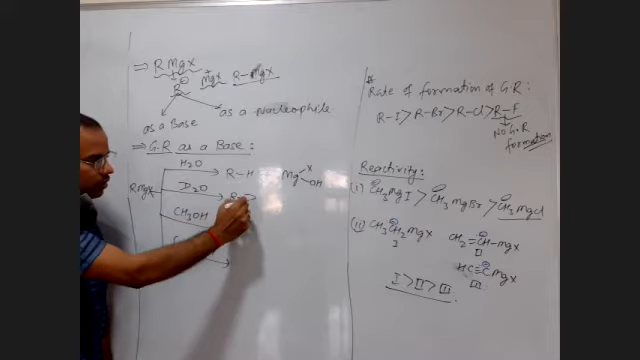 ⇒ RMgX
R⊖ ⁺MgX R–MgX
as a Base
as a nucleophile.
⇒ G.R as a Base:
RMgX
H₂O → R–H + Mg X OH
D₂O → R–D
CH₃OH
Rate of formation of G.R:
R–I > R–Br > R–Cl > R–F
NO G.R formation
Reactivity:
(i) CH₃MgI > CH₃MgBr > CH₃MgCl
(ii) CH₃CH₂MgX CH₂=CH–MgX
I II
HC≡CMgX
III
I > II > III.